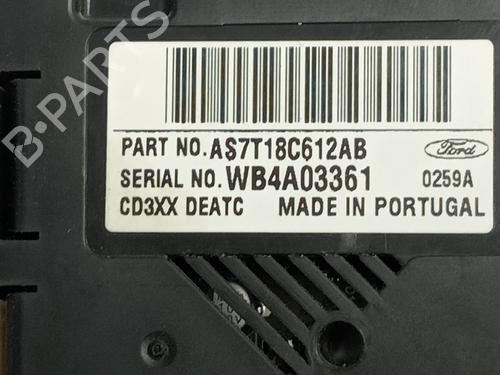 B-PARTS
PART NO. AS7T18C612AB
Ford
SERIAL NO. WB4A03361 0259A
CD3XX DEATC MADE IN PORTUGAL